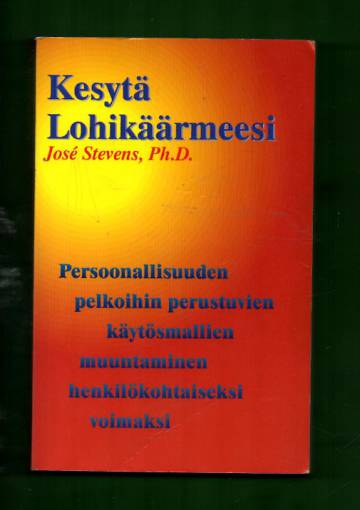 Kesytä
Lohikäärmeesi
José Stevens, Ph.D.
Persoonallisuuden
pelkoihin perustuvien
käytösmallien
muuntaminen
henkilökohtaiseksi
voimaksi